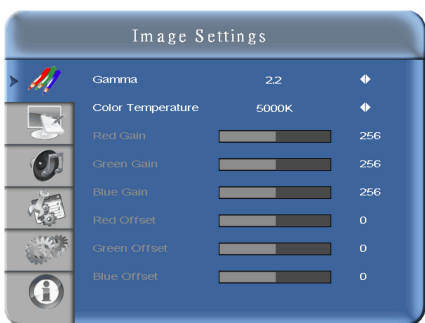 Image Settings
Gamma 2.2
Color Temperature 5000K
Red Gain 256
Green Gain 256
Blue Gain 256
Red Offset 0
Green Offset 0
Blue Offset 0